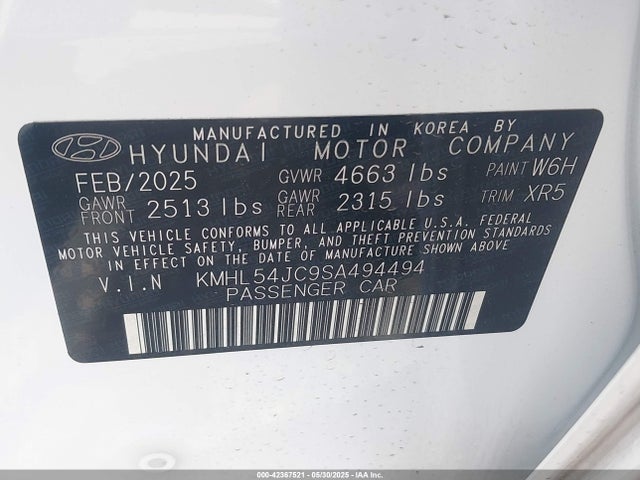 MANUFACTURED IN KOREA BY
HYUNDAI MOTOR COMPANY
FEB/2025 GVWR 4663 lbs PAINT W6H
GAWR FRONT 2513 lbs GAWR REAR 2315 lbs TRIM XR5
THIS VEHICLE CONFORMS TO ALL APPLICABLE U.S.A. FEDERAL
MOTOR VEHICLE SAFETY, BUMPER, AND THEFT PREVENTION STANDARDS
IN EFFECT ON THE DATE OF MANUFACTURE SHOWN ABOVE.
V.I.N KMHL54JC9SA494494
PASSENGER CAR
000-42367521 - 05/30/2025 - IAA Inc.